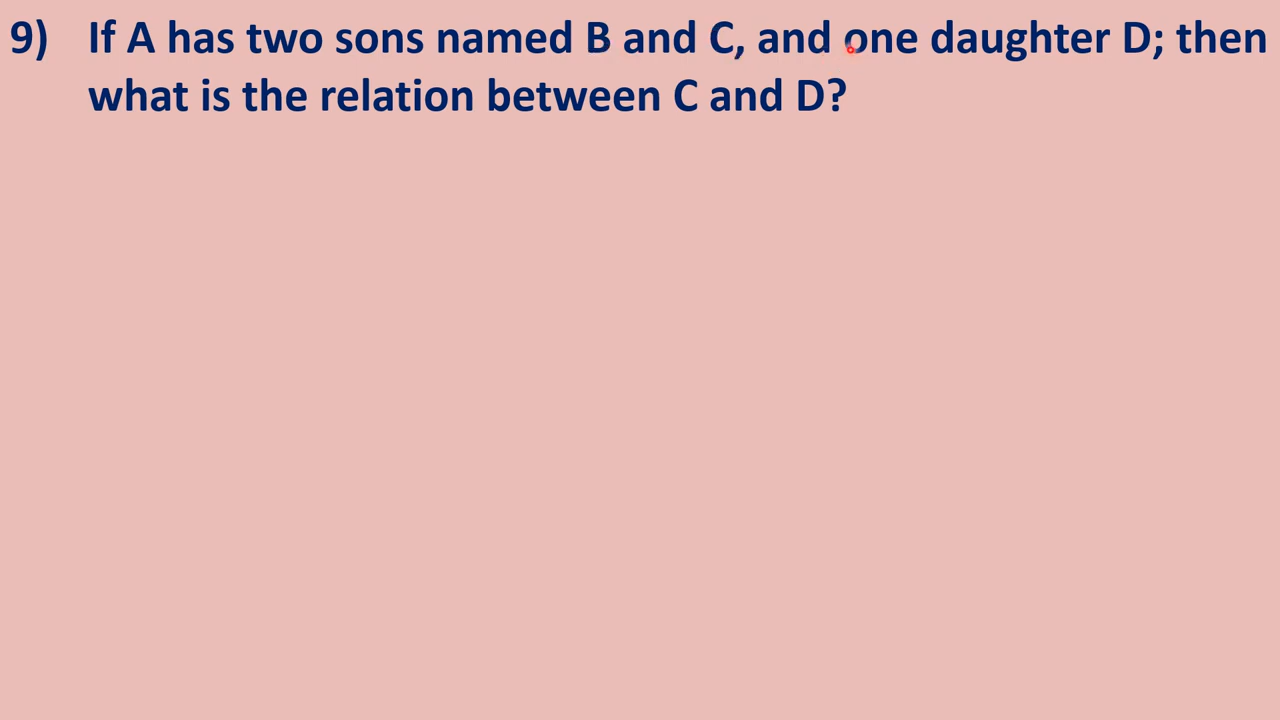 9) If A has two sons named B and C, and one daughter D; then
what is the relation between C and D?